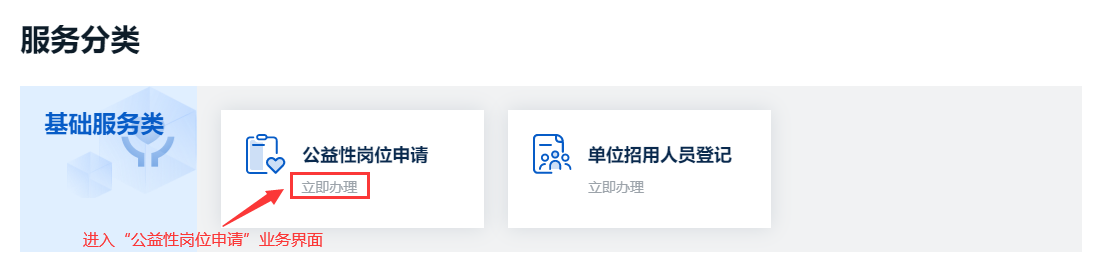 服务分类
基础服务类
公益性岗位申请
立即办理
单位招用人员登记
立即办理
进入“公益性岗位申请”业务界面